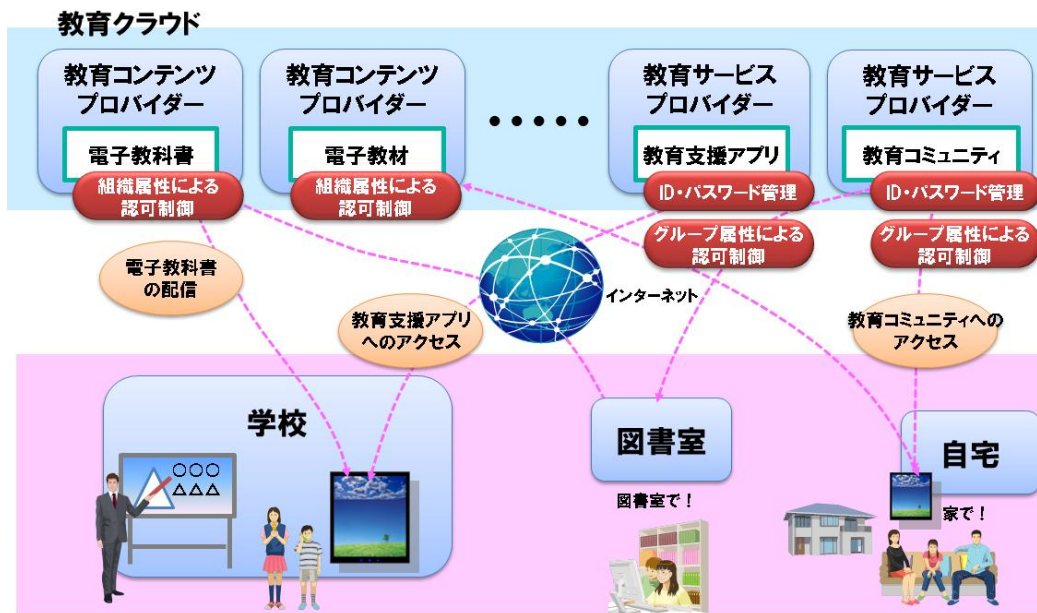 教育クラウド
教育コンテンツ
プロバイダー
電子教科書
組織属性による
認可制御
教育コンテンツ
プロバイダー
電子教材
組織属性による
認可制御
・・・・・
教育サービス
プロバイダー
教育支援アプリ
ID・パスワード管理
グループ属性による
認可制御
教育サービス
プロバイダー
教育コミュニティ
ID・パスワード管理
グループ属性による
認可制御
電子教科書
の配信
教育支援アプリ
へのアクセス
インターネット
教育コミュニティへの
アクセス
学校
○○○
△△△
図書室
図書室で！
自宅
家で！